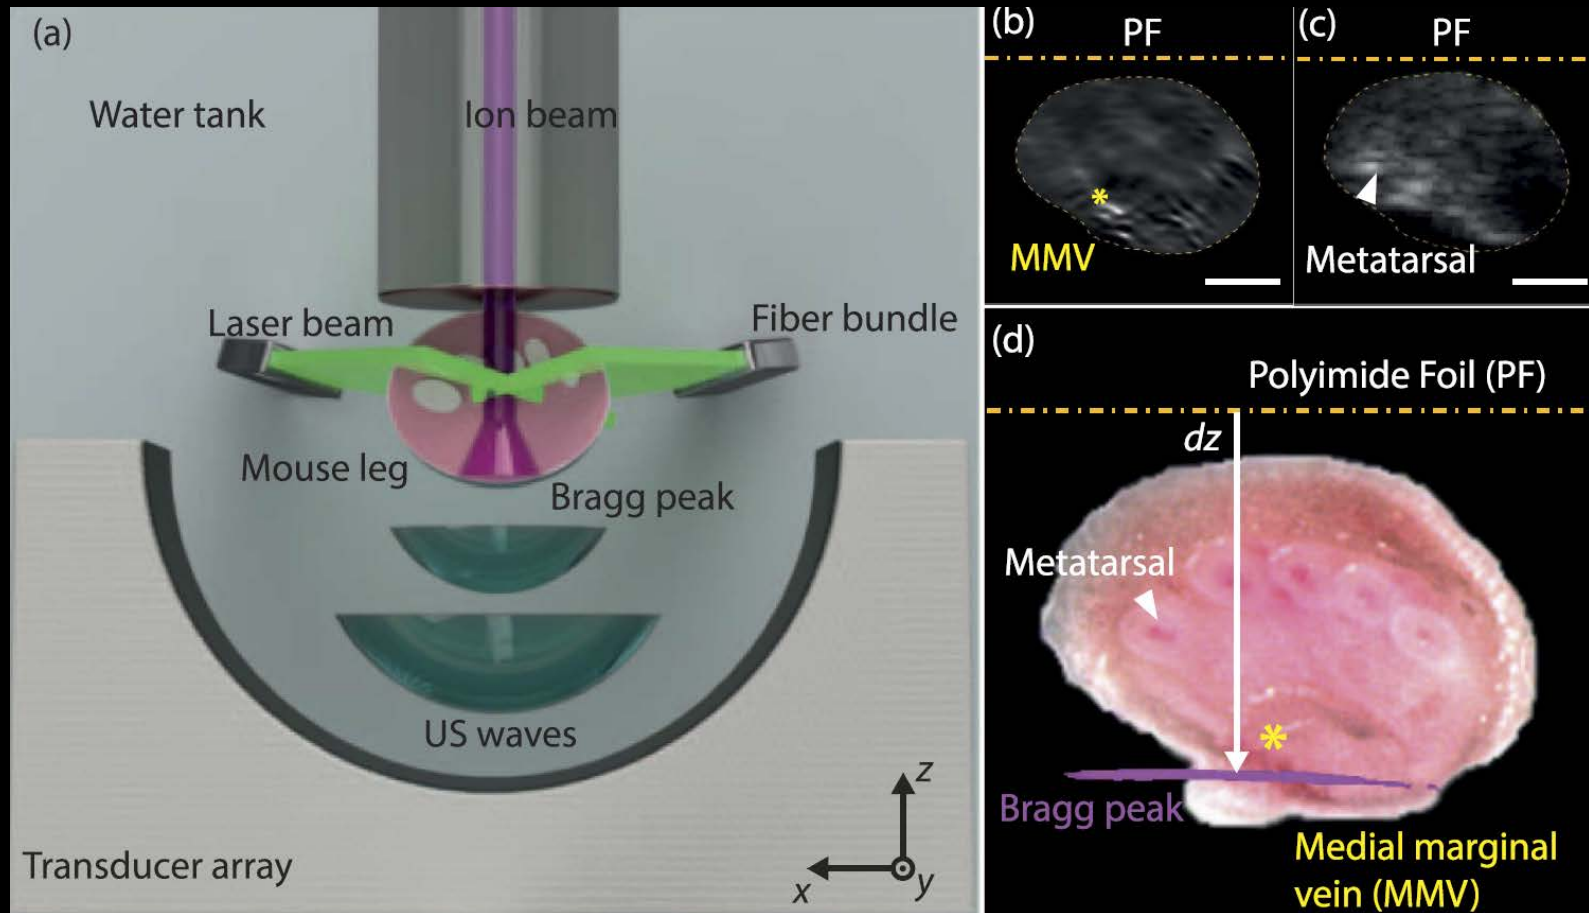 (a)
Water tank
Ion beam
Laser beam
Fiber bundle
Mouse leg
Bragg peak
US waves
Transducer array
z
x
y
(b)
PF
*
MMV
(c)
PF
Metatarsal
(d)
Polyimide Foil (PF)
dz
Metatarsal
*
Bragg peak
Medial marginal
vein (MMV)